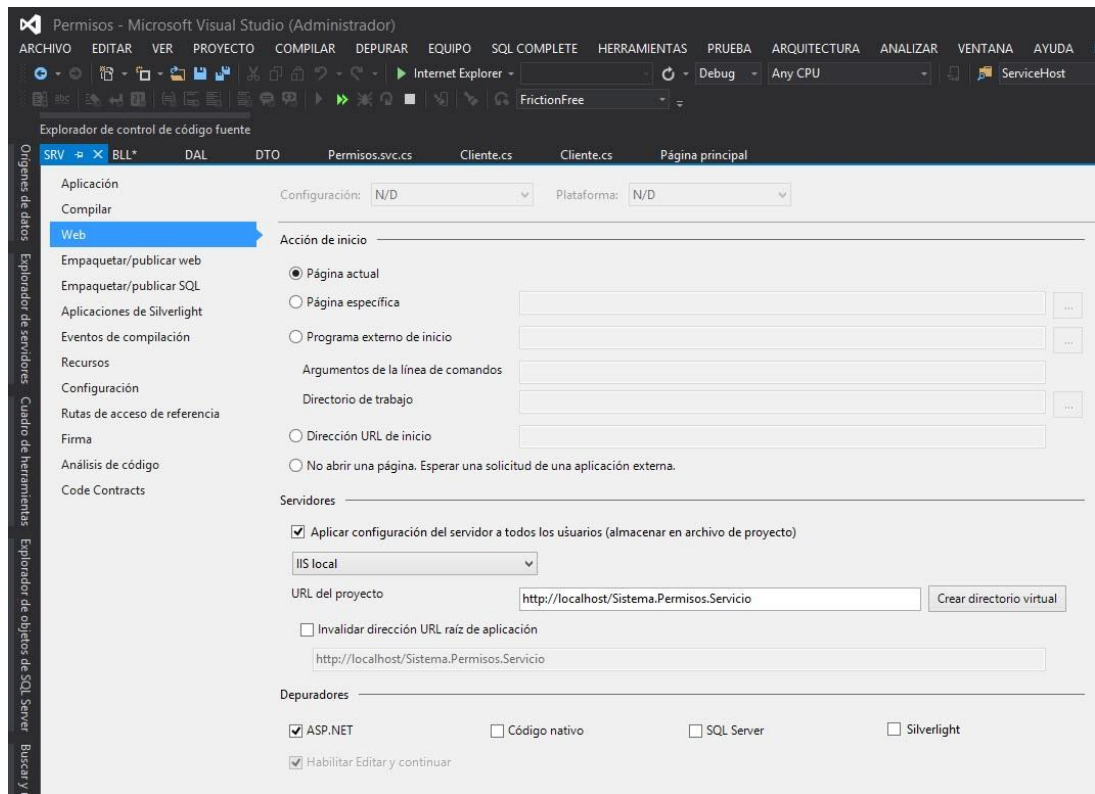 Permisos - Microsoft Visual Studio (Administrador)
ARCHIVO EDITAR VER PROYECTO COMPILAR DEPURAR EQUIPO SQL COMPLETE HERRAMIENTAS PRUEBA ARQUITECTURA ANALIZAR VENTANA AYUDA
Internet Explorer Debug Any CPU ServiceHost
abc FrictionFree
Explorador de control de código fuente
SRV BLL* DAL DTO Permisos.svc.cs Cliente.cs Cliente.cs Página principal
Orígenes de datos
Explorador de servidores
Cuadro de herramientas
Explorador de objetos de SQL Server
Buscar y
Aplicación
Compilar
Web
Empaquetar/publicar web
Empaquetar/publicar SQL
Aplicaciones de Silverlight
Eventos de compilación
Recursos
Configuración
Rutas de acceso de referencia
Firma
Análisis de código
Code Contracts
Configuración: N/D Plataforma: N/D
Acción de inicio
Página actual
Página específica ...
Programa externo de inicio ...
Argumentos de la línea de comandos
Directorio de trabajo ...
Dirección URL de inicio
No abrir una página. Esperar una solicitud de una aplicación externa.
Servidores
Aplicar configuración del servidor a todos los usuarios (almacenar en archivo de proyecto)
IIS local
URL del proyecto http://localhost/Sistema.Permisos.Servicio Crear directorio virtual
Invalidar dirección URL raíz de aplicación
http://localhost/Sistema.Permisos.Servicio
Depuradores
ASP.NET Código nativo SQL Server Silverlight
Habilitar Editar y continuar